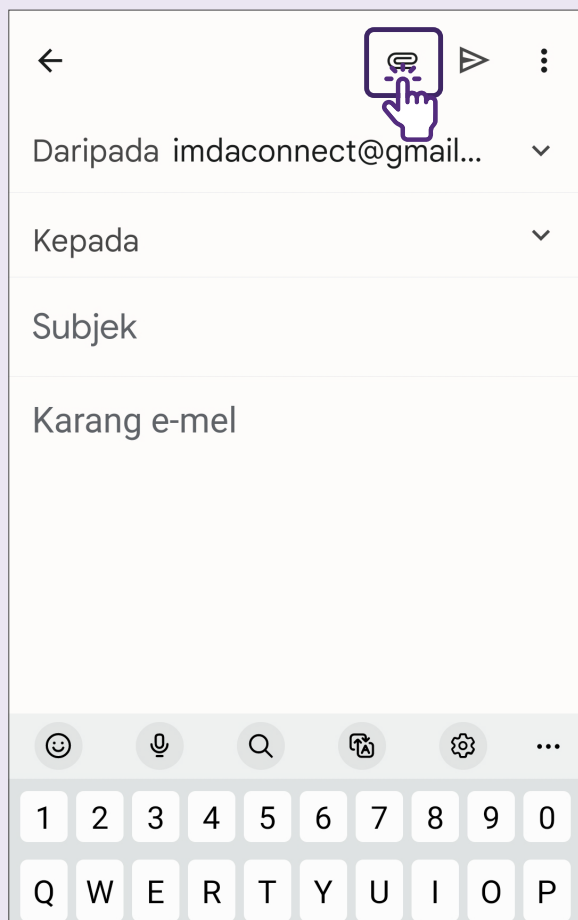 Daripada imdaconnect@gmail...
Kepada
Subjek
Karang e-mel
1 2 3 4 5 6 7 8 9 0
Q W E R T Y U I O P